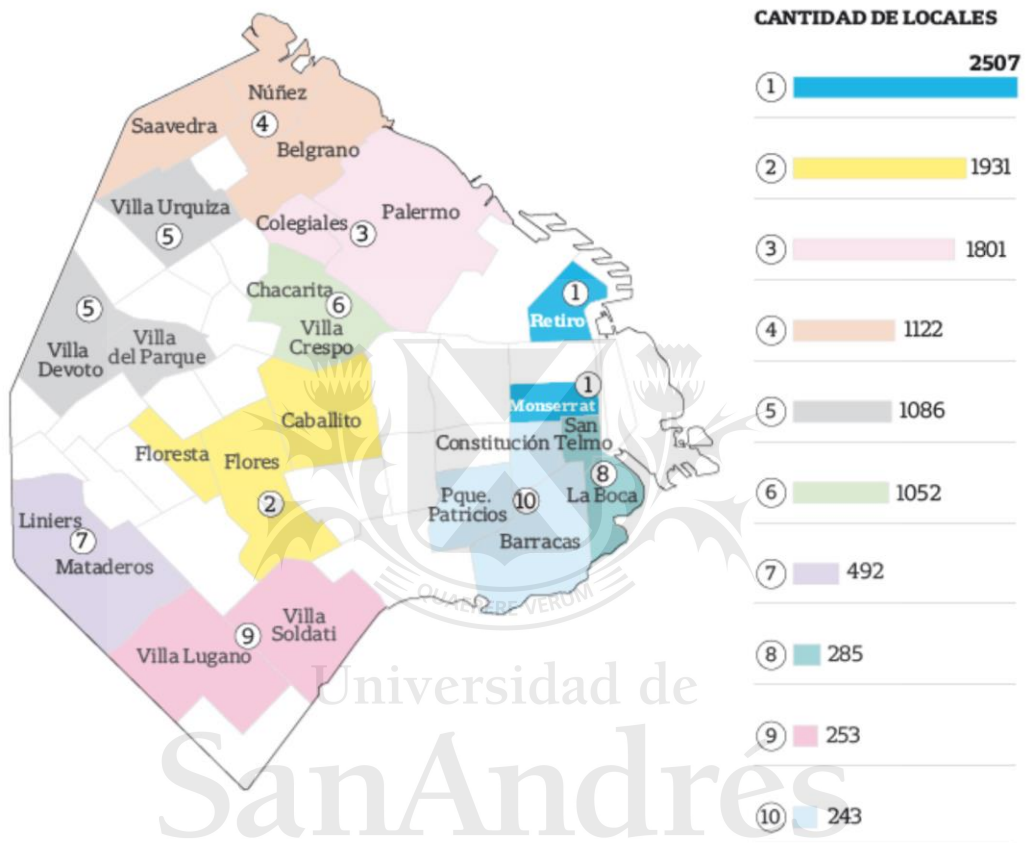 CANTIDAD DE LOCALES
1
2507
2
1931
3
1801
4
1122
5
1086
6
1052
7
492
8
285
9
253
10
243
Núñez
4
Saavedra
Belgrano
Villa Urquiza
5
Colegiales
3
Palermo
Chacarita
6
Villa
Crespo
5
Villa
Devoto
Villa
del Parque
1
Retiro
1
Monserrat
San
Telmo
Constitución
Caballito
Floresta
Flores
2
8
La Boca
Pque.
Patricios
10
Barracas
Liniers
7
Mataderos
Villa
Soldati
9
Villa Lugano
QUAERERE VERUM
Universidad de
SanAndrés